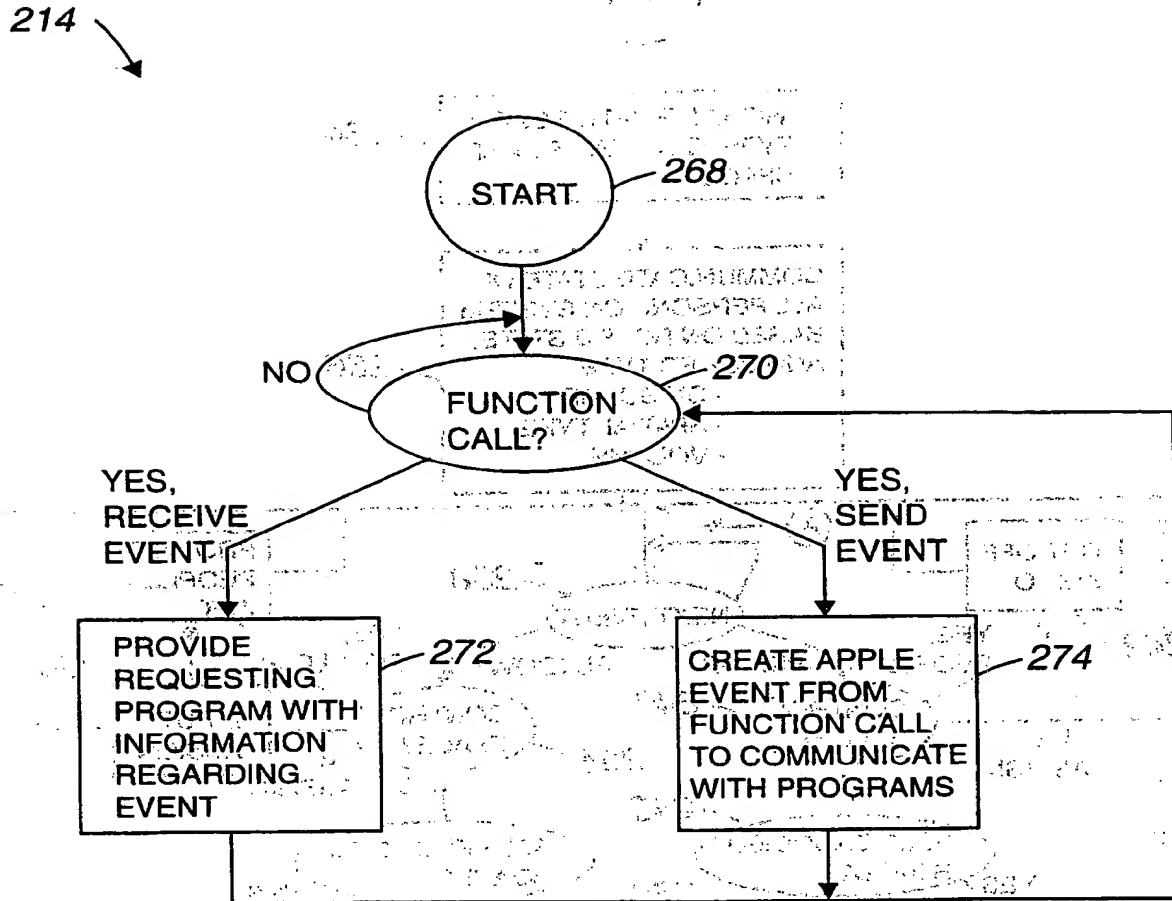 214
START
268
NO
270
FUNCTION
CALL?
YES,
RECEIVE
EVENT
YES,
SEND
EVENT
PROVIDE
REQUESTING
PROGRAM WITH
INFORMATION
REGARDING
EVENT
272
CREATE APPLE
EVENT FROM
FUNCTION CALL
TO COMMUNICATE
WITH PROGRAMS
274